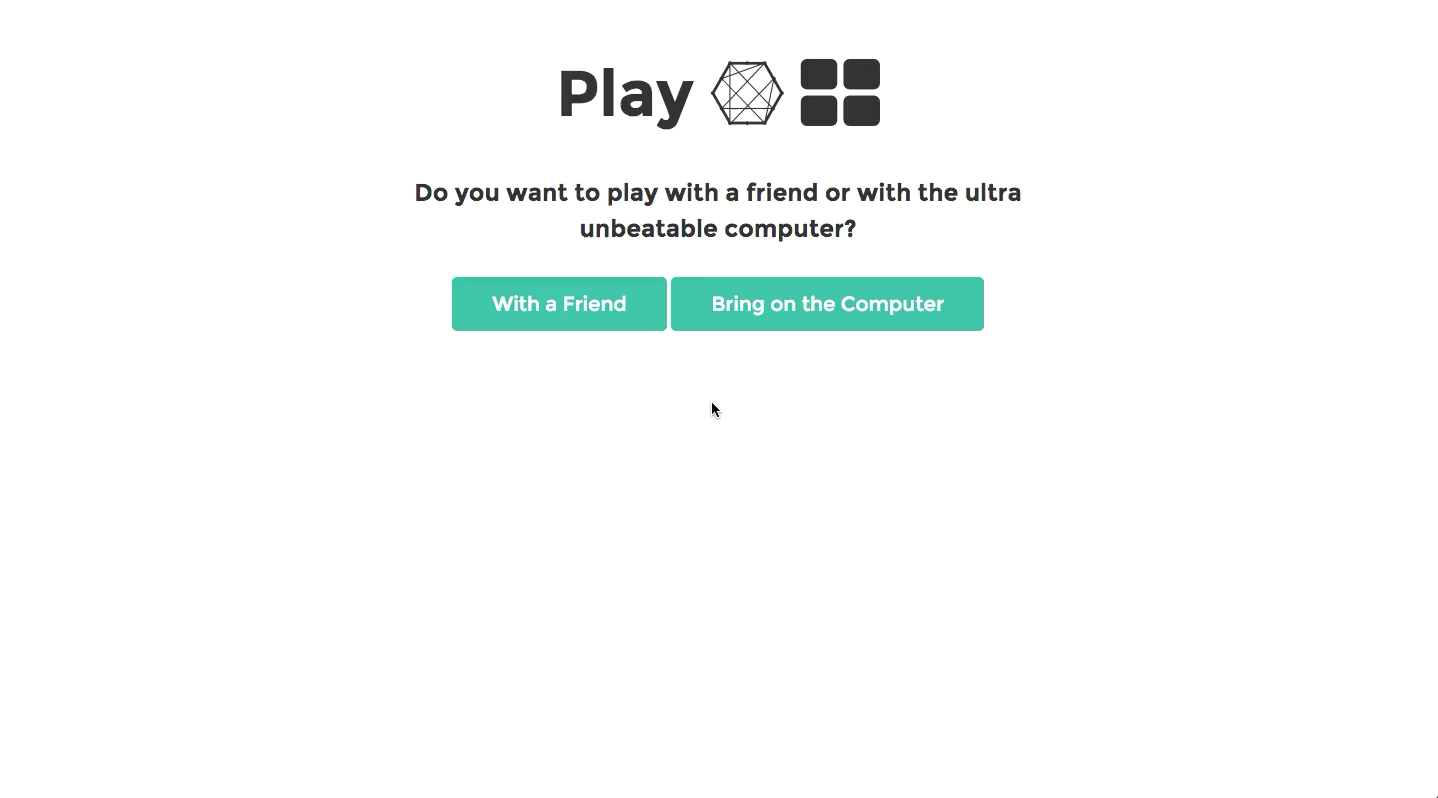 Play
Do you want to play with a friend or with the ultra
unbeatable computer?
With a Friend
Bring on the Computer